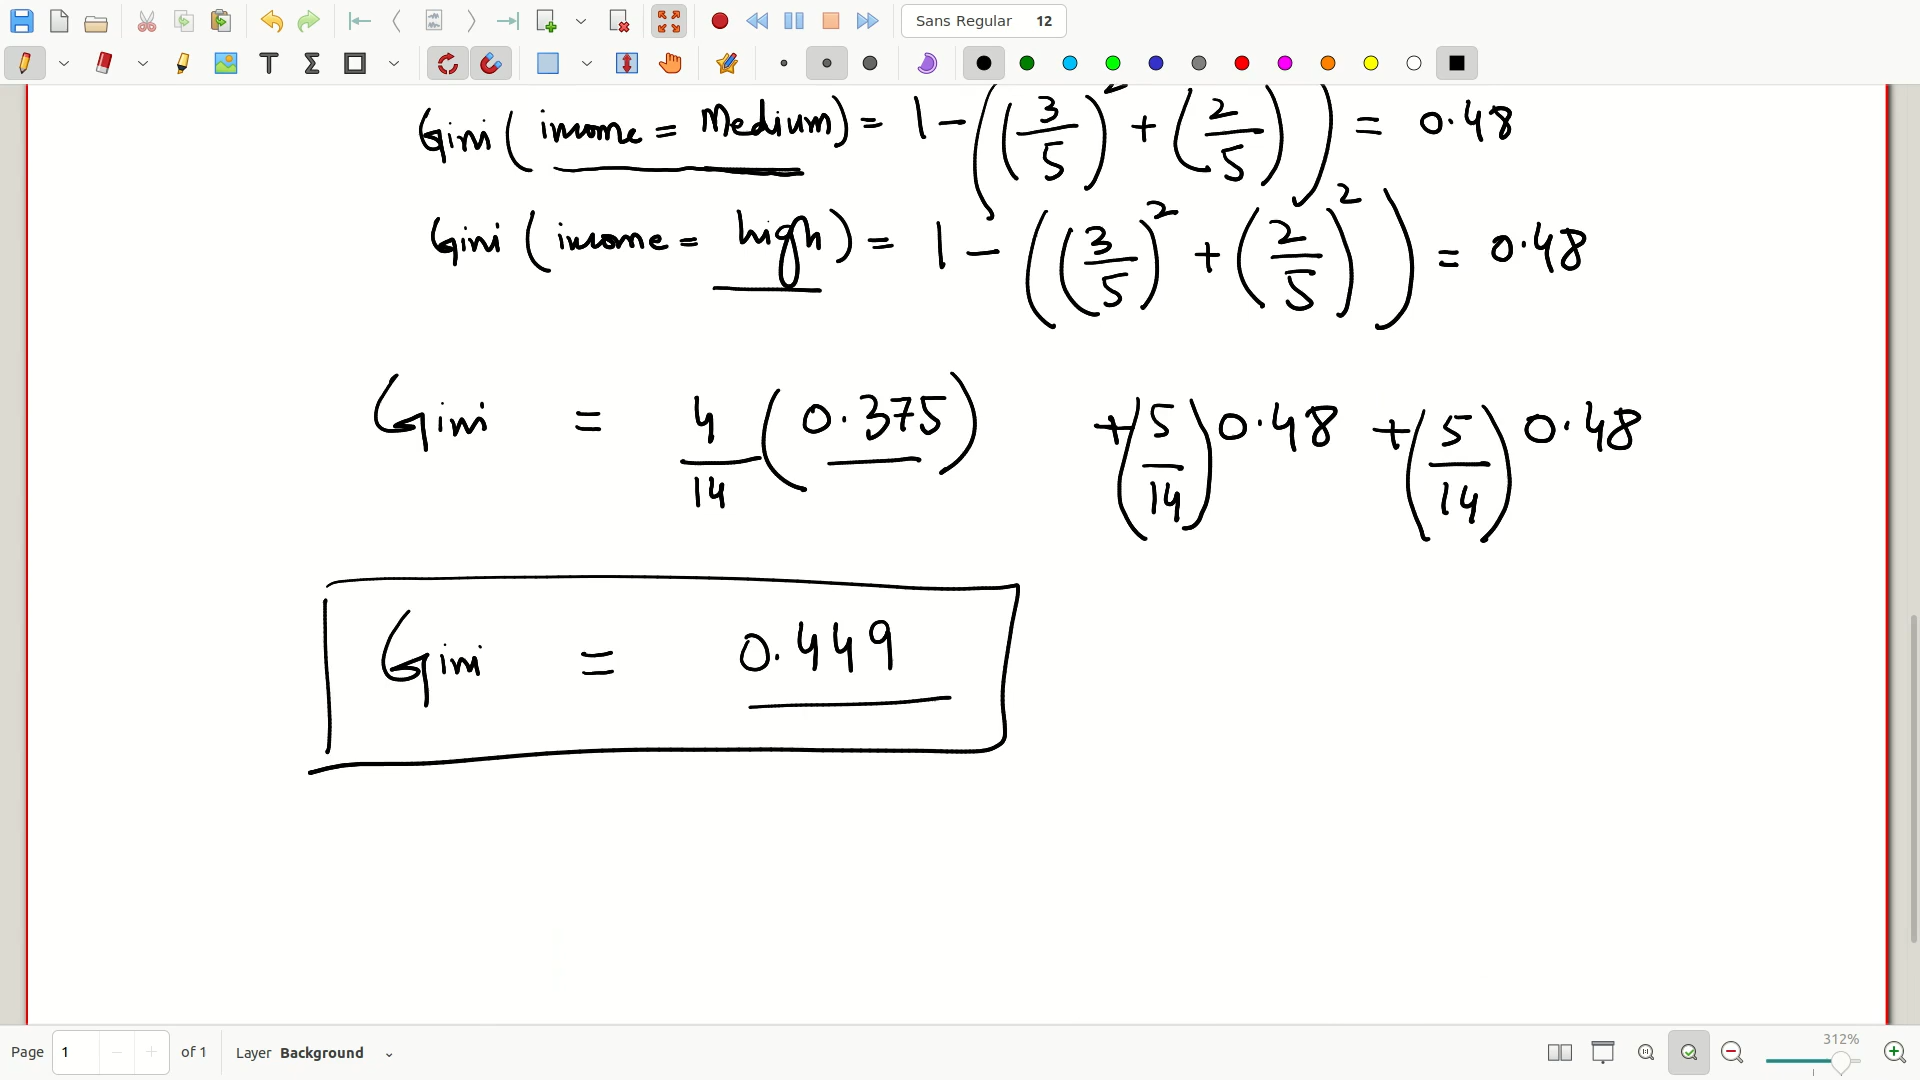 Sans Regular 12
Gini (income = Medium) = 1 - ((3/5)² + (2/5)) = 0.48
Gini (income = high) = 1 - ((3/5)² + (2/5)²) = 0.48
Gini = 4/14 (0.375) + (5/14) 0.48 + (5/14) 0.48
Gini = 0.449
312%
Page 1 of 1 Layer Background